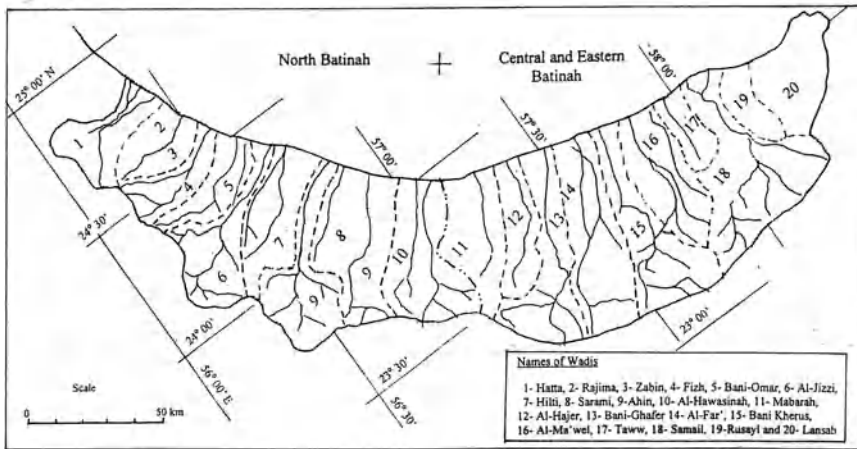 North Batinah
Central and Eastern
Batinah
25° 00' N
24° 30'
24° 00'
23° 30'
23° 00'
56° 00' E
56° 30'
57° 00'
57° 30'
58° 00'
1
2
3
4
5
6
7
8
9
9
10
11
12
13
14
15
16
17
18
19
20
Scale
0 50 km
Names of Wadis
1- Hatta, 2- Rajima, 3- Zabin, 4- Fizh, 5- Bani-Omar, 6- Al-Jizzi,
7- Hilti, 8- Sarami, 9-Ahin, 10- Al-Hawasinah, 11- Mabarah,
12- Al-Hajer, 13- Bani-Ghafer 14- Al-Far', 15- Bani Kherus,
16- Al-Ma'wel, 17- Taww, 18- Samail, 19-Rusayl and 20- Lansab